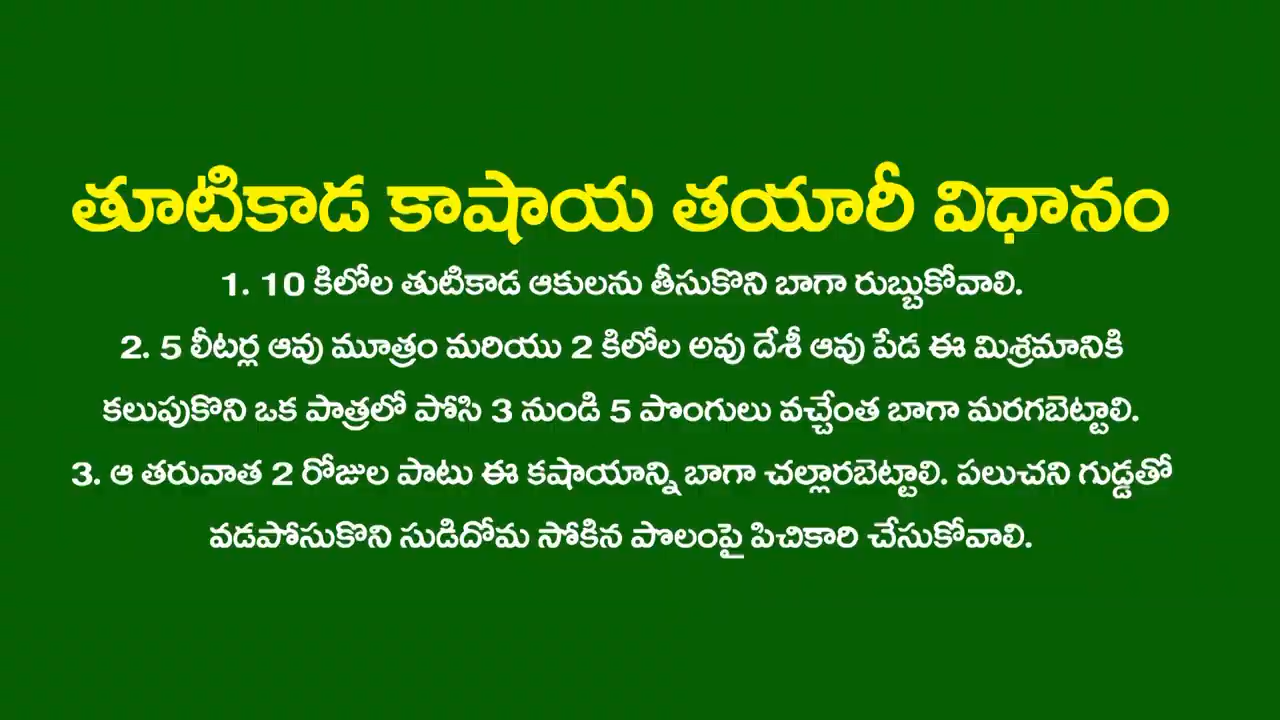 తూటికాడ కాషాయ తయారీ విధానం
1. 10 కిలోల తుటికాడ ఆకులను తీసుకొని బాగా రుబ్బుకోవాలి.
2. 5 లీటర్ల ఆవు మూత్రం మరియు 2 కిలోల అవు దేశీ ఆవు పేడ ఈ మిశ్రమానికి
కలుపుకొని ఒక పాత్రలో పోసి 3 నుండి 5 పొంగులు వచ్చేంత బాగా మరగబెట్టాలి.
3. ఆ తరువాత 2 రోజుల పాటు ఈ కషాయాన్ని బాగా చల్లారబెట్టాలి. పలుచని గుడ్డతో
వడపోసుకొని సుడిదోమ సోకిన పొలంపై పిచికారి చేసుకోవాలి.